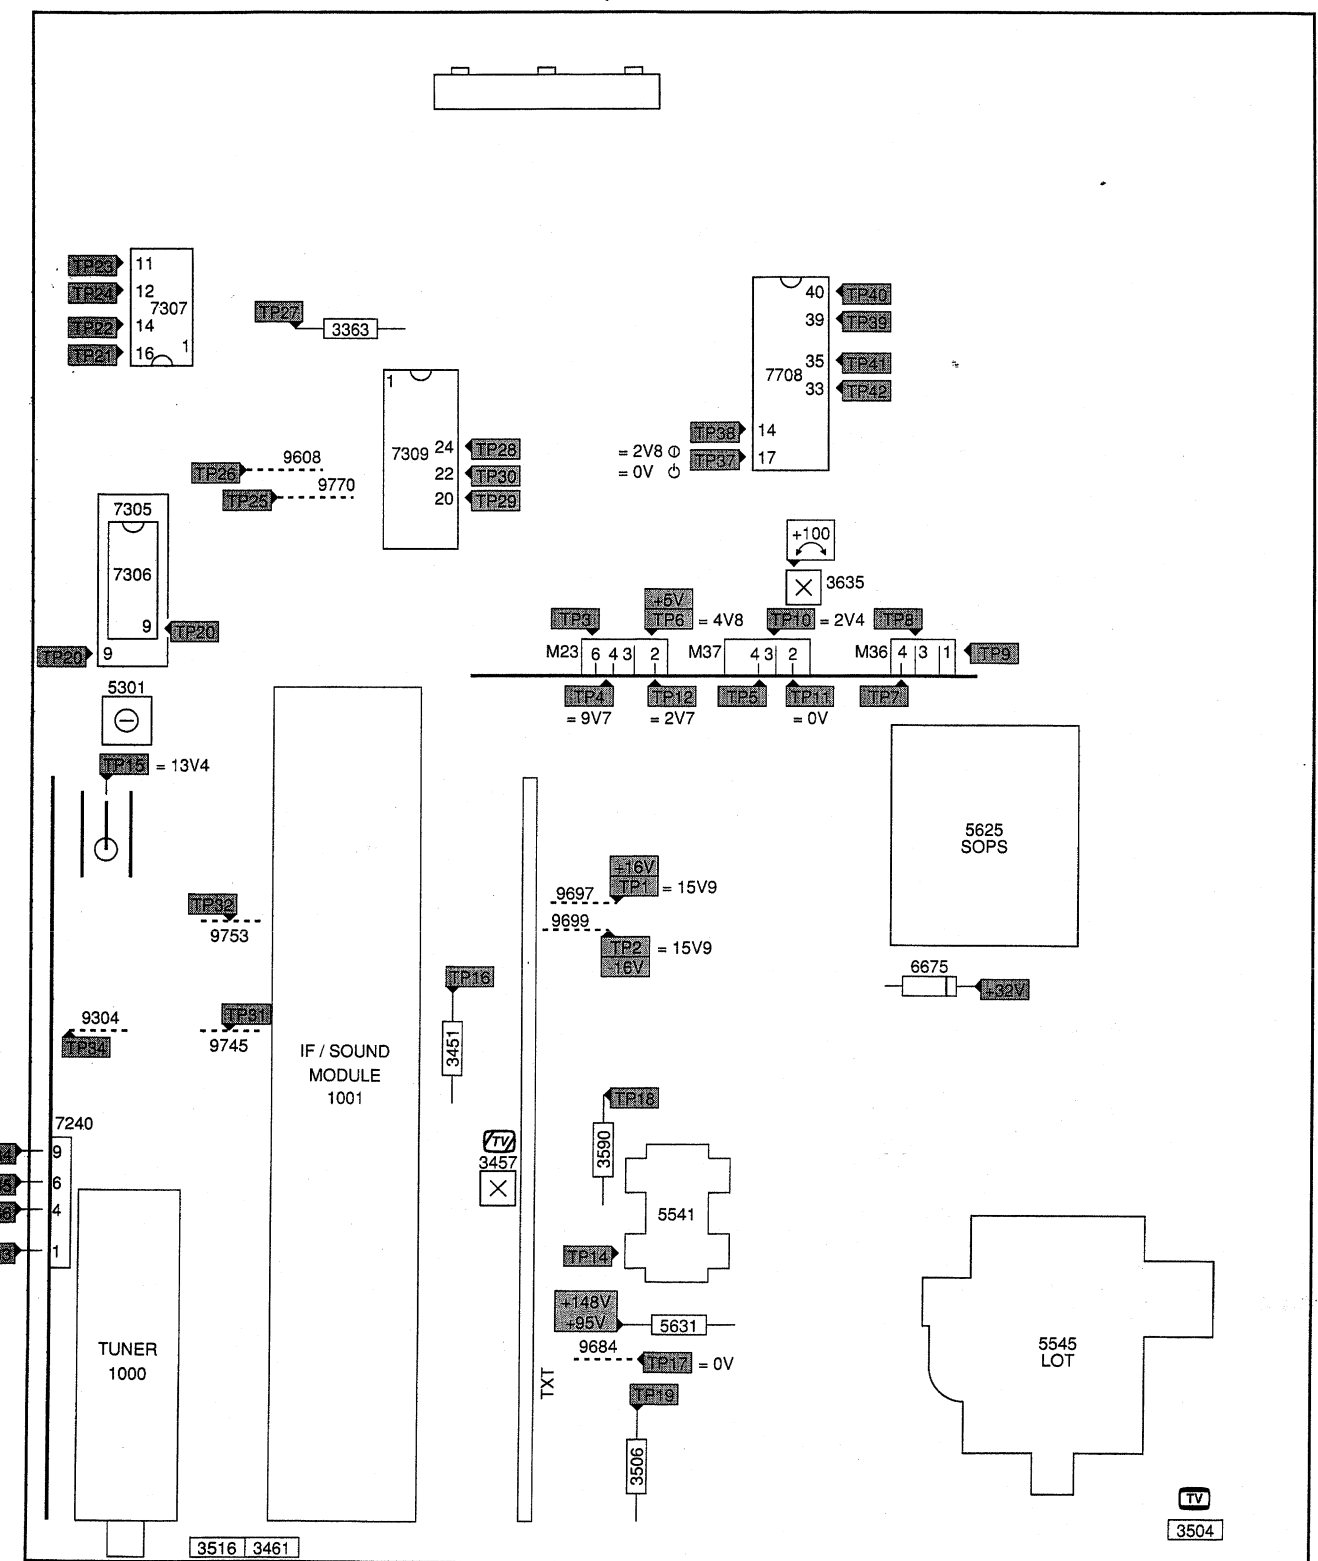 TP23 11
TP24 12
7307
TP22 14
TP21 16 1
TP27
3363
40 TP40
39 TP39
35 TP41
7708
33 TP42
TP38 14
= 2V8
TP37 17
= 0V
1
7309 24 TP28
22 TP30
20 TP29
9608
TP26
9770
TP25
7305
7306
9 TP20
TP20 9
+100
3635
5301
TP15 = 13V4
+5V
TP3 TP6 = 4V8 TP10 = 2V4 TP8
M23 6 4 3 2 M37 4 3 2 M36 4 3 1 TP9
TP4 TP12 TP5 TP11 TP7
= 9V7 = 2V7 = 0V
5625
SOPS
+16V
9697 TP1 = 15V9
9699
TP2 = 15V9
-16V
TP32
9753
TP16
6675
+32V
9304
TP34
TP31
9745
3451
IF / SOUND
MODULE
1001
TP18
3590
7240
9
6
4
1
TV
3457
5541
TP14
+148V
+95V 5631
9684
TP17 = 0V
TP19
3506
TXT
TUNER
1000
5545
LOT
TV
3504
3516 3461